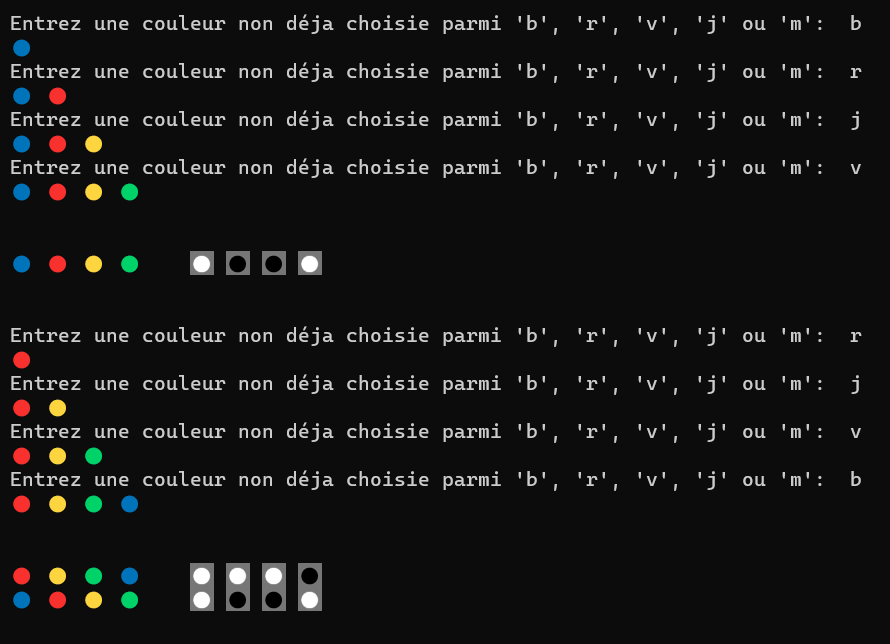 Entrez une couleur non déja choisie parmi 'b', 'r', 'v', 'j' ou 'm':  b
Entrez une couleur non déja choisie parmi 'b', 'r', 'v', 'j' ou 'm':  r
Entrez une couleur non déja choisie parmi 'b', 'r', 'v', 'j' ou 'm':  j
Entrez une couleur non déja choisie parmi 'b', 'r', 'v', 'j' ou 'm':  v
Entrez une couleur non déja choisie parmi 'b', 'r', 'v', 'j' ou 'm':  r
Entrez une couleur non déja choisie parmi 'b', 'r', 'v', 'j' ou 'm':  j
Entrez une couleur non déja choisie parmi 'b', 'r', 'v', 'j' ou 'm':  v
Entrez une couleur non déja choisie parmi 'b', 'r', 'v', 'j' ou 'm':  b